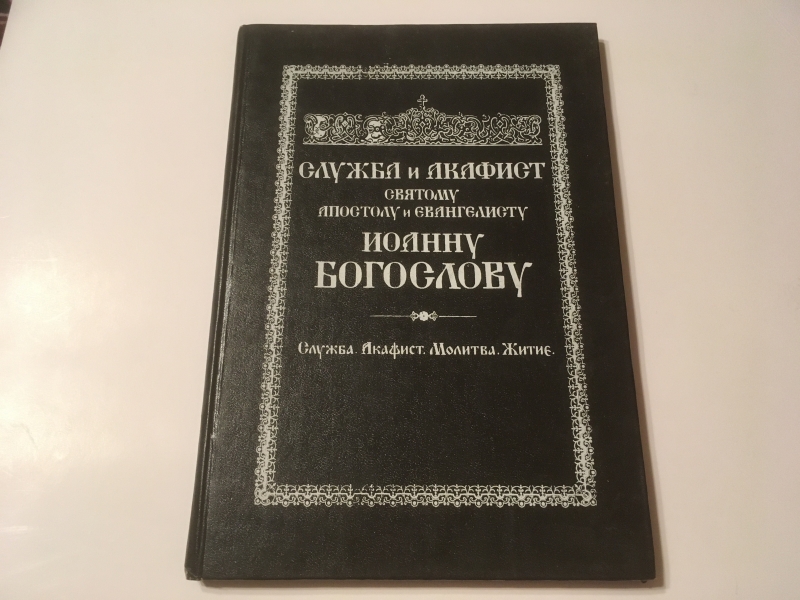 СЛУЖБА И АКАФИСТ
СВЯТОМУ
АПОСТОЛУ И ЕВАНГЕЛИСТУ
ИОАННУ
БОГОСЛОВУ
Служба. Акафист. Молитва. Житие.